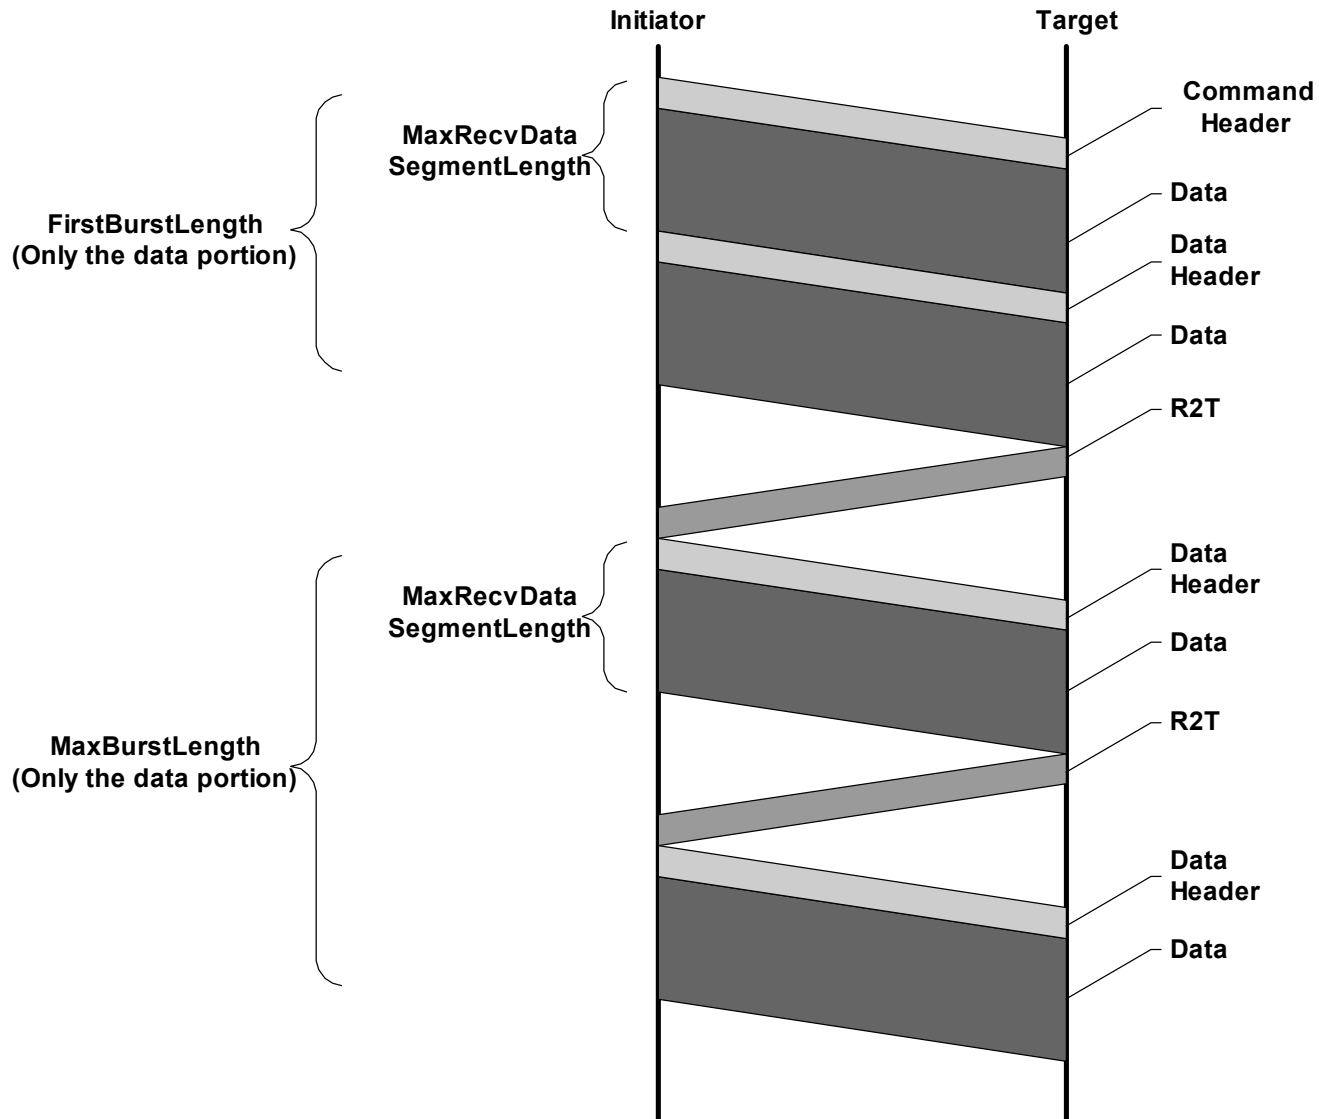 Initiator
Target
Command
Header
MaxRecvData
SegmentLength
Data
FirstBurstLength
(Only the data portion)
Data
Header
Data
R2T
Data
Header
MaxRecvData
SegmentLength
Data
R2T
MaxBurstLength
(Only the data portion)
Data
Header
Data